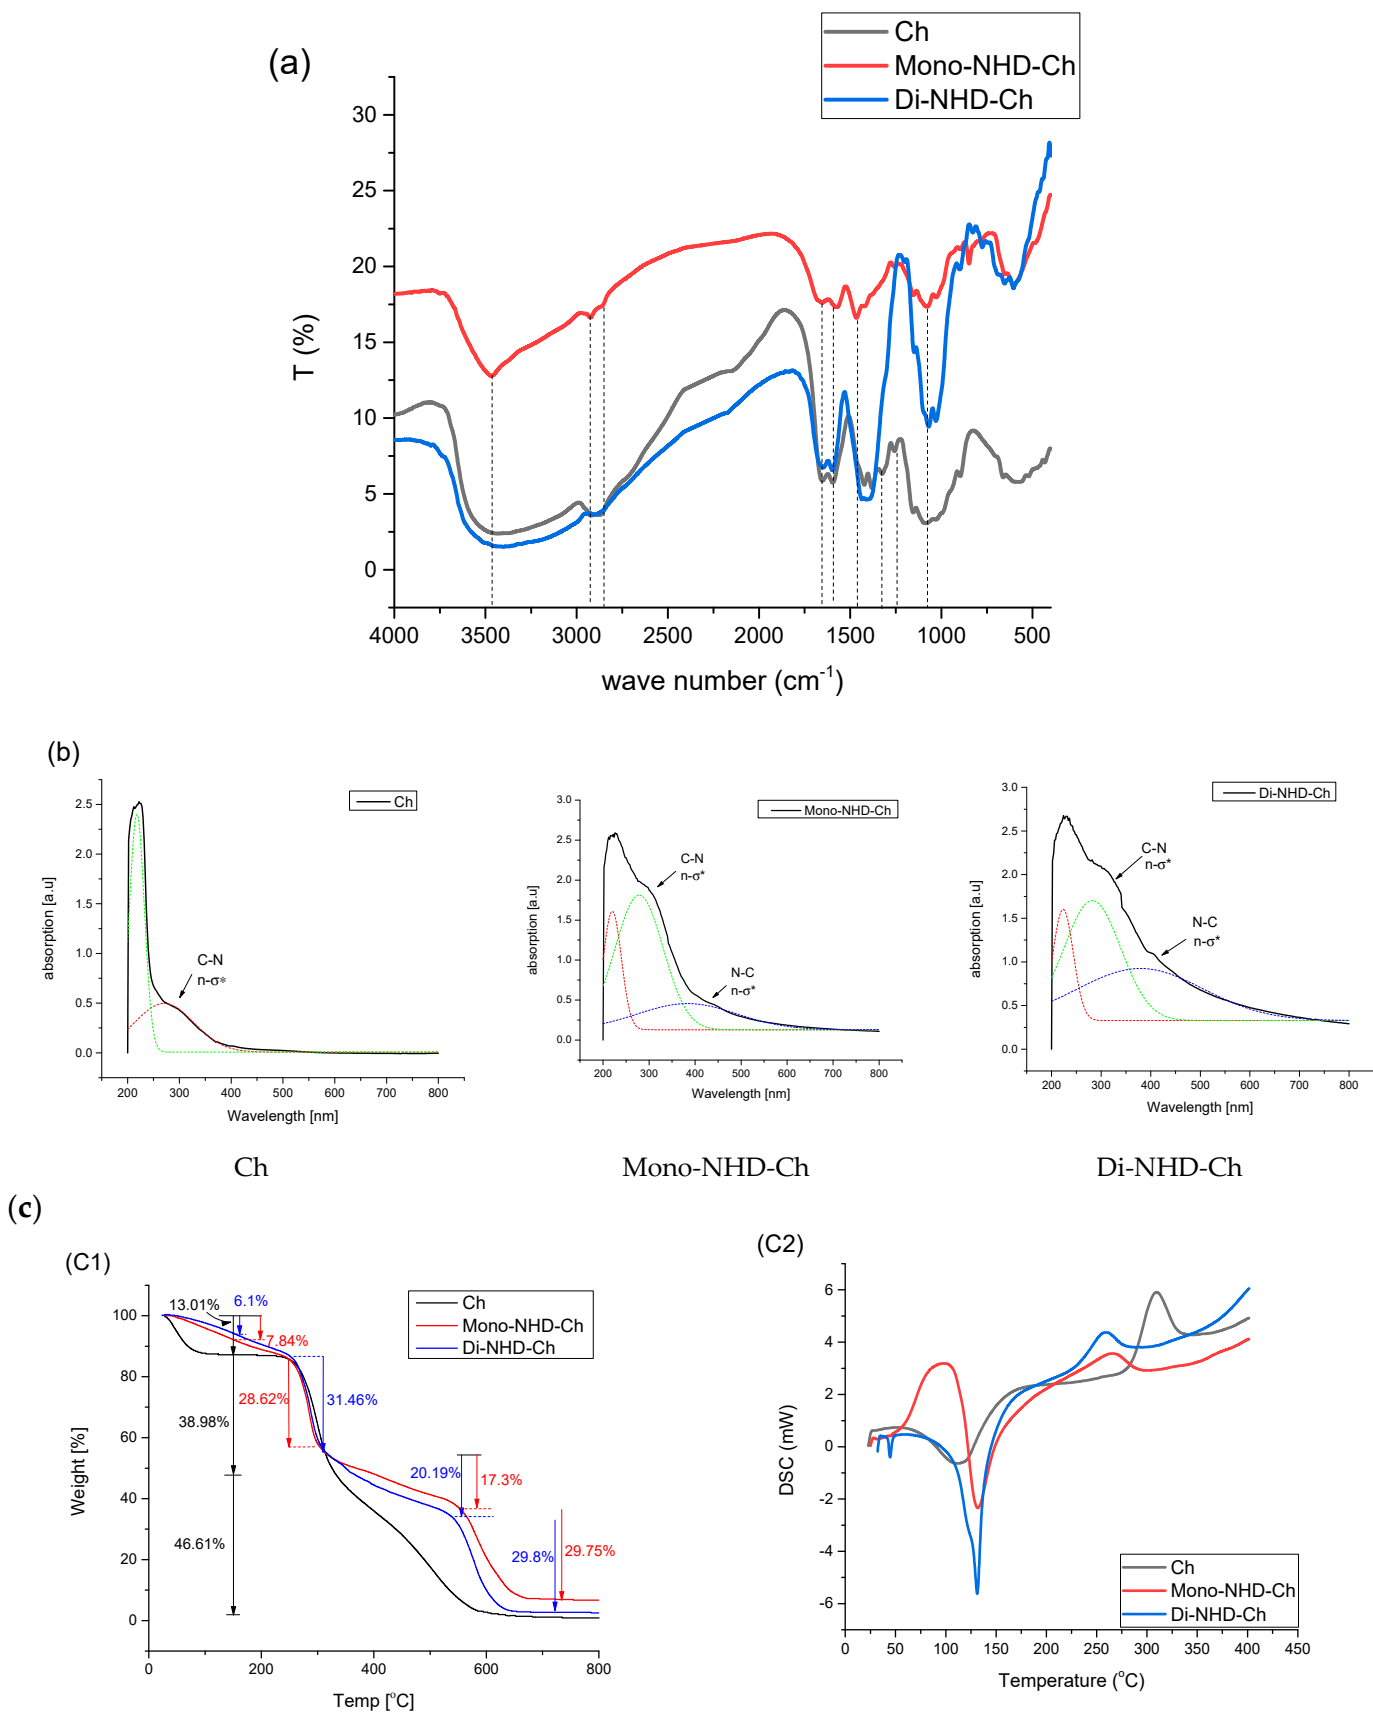 (a)
Ch
Mono-NHD-Ch
Di-NHD-Ch
30
25
20
15
10
5
0
T (%)
4000 3500 3000 2500 2000 1500 1000 500
wave number (cm⁻¹)
(b)
Ch
2.5
2.0
1.5
1.0
0.5
0.0
absorption [a.u]
C-N
n-σ*
200 300 400 500 600 700 800
Wavelength [nm]
Ch
Mono-NHD-Ch
3.0
2.5
2.0
1.5
1.0
0.5
0.0
absorption [a.u]
C-N
n-σ*
N-C
n-σ*
200 300 400 500 600 700 800
Wavelength [nm]
Mono-NHD-Ch
Di-NHD-Ch
3.0
2.5
2.0
1.5
1.0
0.5
0.0
absorption [a.u]
C-N
n-σ*
N-C
n-σ*
200 300 400 500 600 700 800
Wavelength [nm]
Di-NHD-Ch
(c)
(C1)
Ch
Mono-NHD-Ch
Di-NHD-Ch
13.01%
6.1%
7.84%
28.62%
31.46%
38.98%
20.19%
17.3%
46.61%
29.8%
29.75%
100
80
60
40
20
0
Weight [%]
0 200 400 600 800
Temp [°C]
(C2)
6
4
2
0
-2
-4
-6
DSC (mW)
Ch
Mono-NHD-Ch
Di-NHD-Ch
0 50 100 150 200 250 300 350 400 450
Temperature (°C)